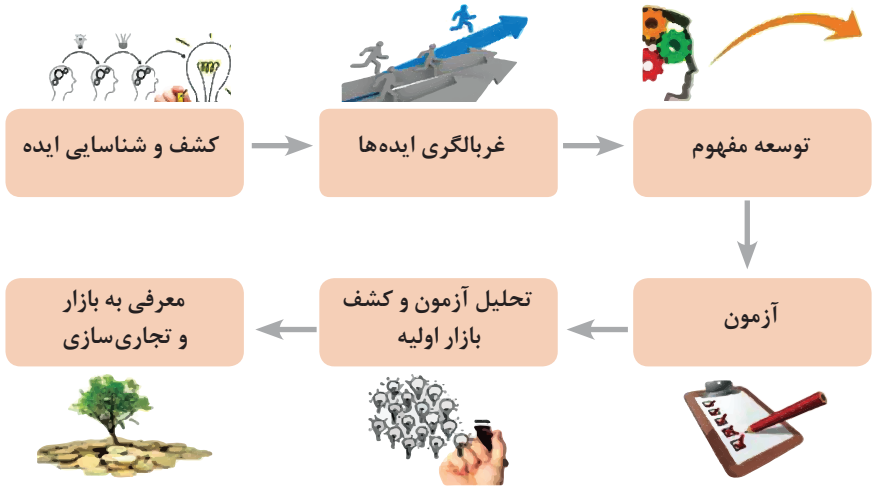 کشف و شناسایی ایده
غربالگری ایده‌ها
توسعه مفهوم
آزمون
تحلیل آزمون و کشف
بازار اولیه
معرفی به بازار
و تجاری‌سازی